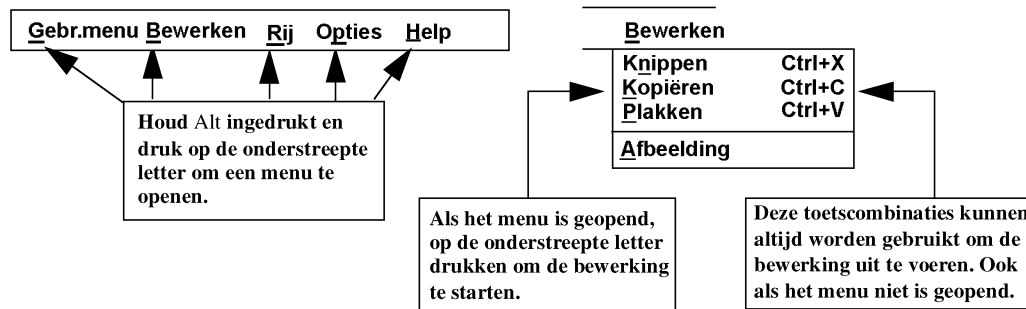 Gebr.menu Bewerken Rij Opties Help
Houd Alt ingedrukt en
druk op de onderstreepte
letter om een menu te
openen.
Bewerken
Knippen Ctrl+X
Kopiëren Ctrl+C
Plakken Ctrl+V
Afbeelding
Als het menu is geopend,
op de onderstreepte letter
drukken om de bewerking
te starten.
Deze toetscombinaties kunnen
altijd worden gebruikt om de
bewerking uit te voeren. Ook
als het menu niet is geopend.